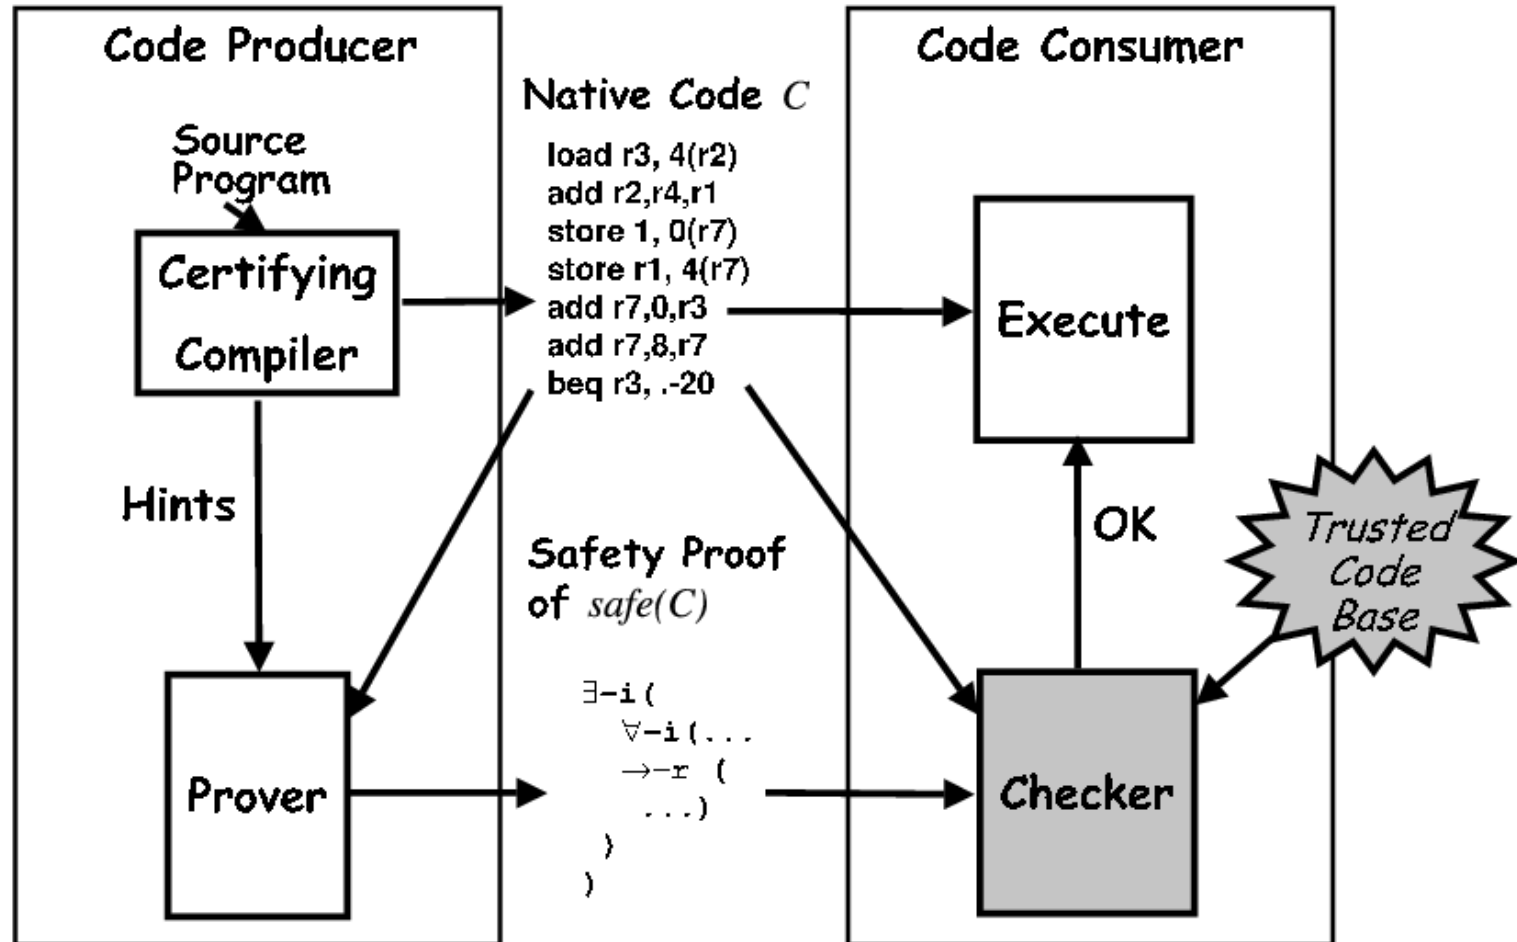 Code Producer
Code Consumer
Native Code C
Source
Program
load r3, 4(r2)
add r2,r4,r1
store 1, 0(r7)
store r1, 4(r7)
add r7,0,r3
add r7,8,r7
beq r3, .-20
Certifying
Compiler
Execute
Hints
OK
Trusted
Code
Base
Safety Proof
of safe(C)
∃-i(
∀-i(...
→-r (
...)
)
)
Prover
Checker